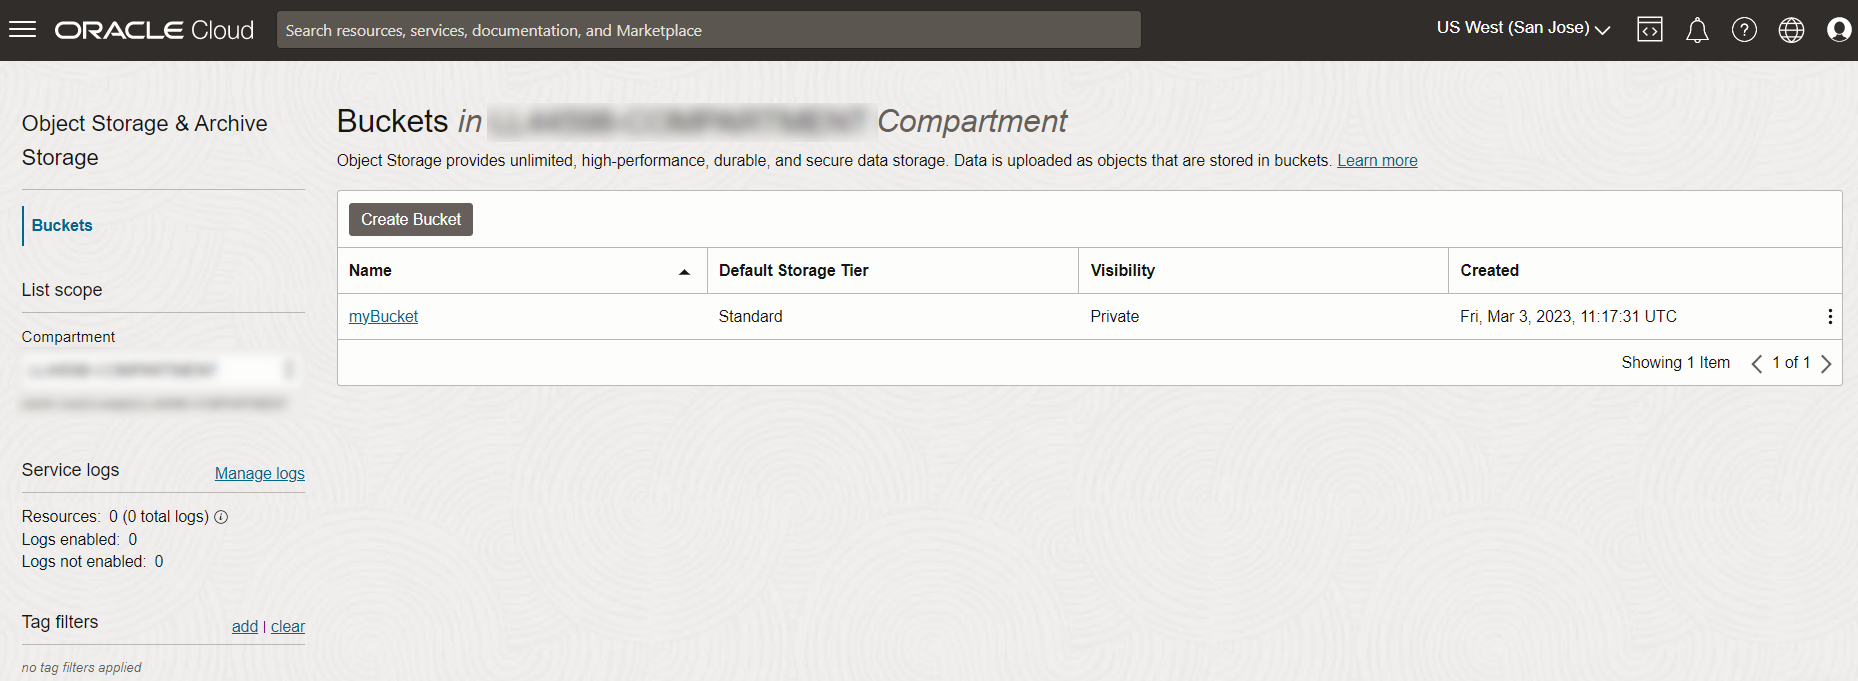 ORACLE Cloud
Search resources, services, documentation, and Marketplace
US West (San Jose)
Object Storage & Archive
Storage
Buckets
List scope
Compartment
Service logs
Manage logs
Resources: 0 (0 total logs)
Logs enabled: 0
Logs not enabled: 0
Tag filters
add | clear
no tag filters applied
Buckets in Compartment
Object Storage provides unlimited, high-performance, durable, and secure data storage. Data is uploaded as objects that are stored in buckets. Learn more
Create Bucket
Name Default Storage Tier Visibility Created
myBucket Standard Private Fri, Mar 3, 2023, 11:17:31 UTC
Showing 1 Item 1 of 1